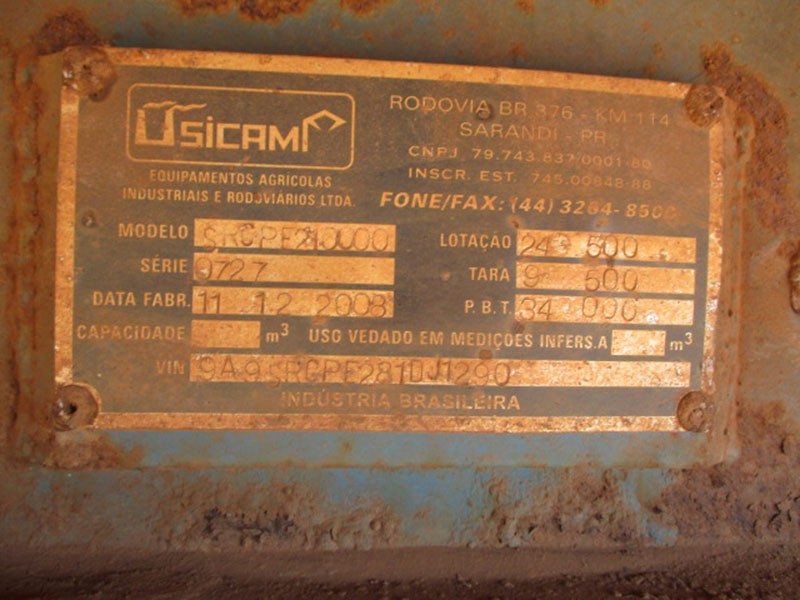 USICAMP
EQUIPAMENTOS AGRÍCOLAS
INDUSTRIAIS E RODOVIÁRIOS LTDA.
RODOVIA BR 376 - KM 114
SARANDI - PR
CNPJ 79.743.837/0001-80
INSCR. EST. 745.00848-88
FONE/FAX: (44) 3264-8500
MODELO
SÉRIE 9727
DATA FABR. 11 12 2008
LOTAÇÃO 24 500
TARA 9 500
P.B.T. 34 000
CAPACIDADE m³ USO VEDADO EM MEDIÇÕES INFERS.A m³
VIN 9A9SRCPF281DJ1290
INDÚSTRIA BRASILEIRA